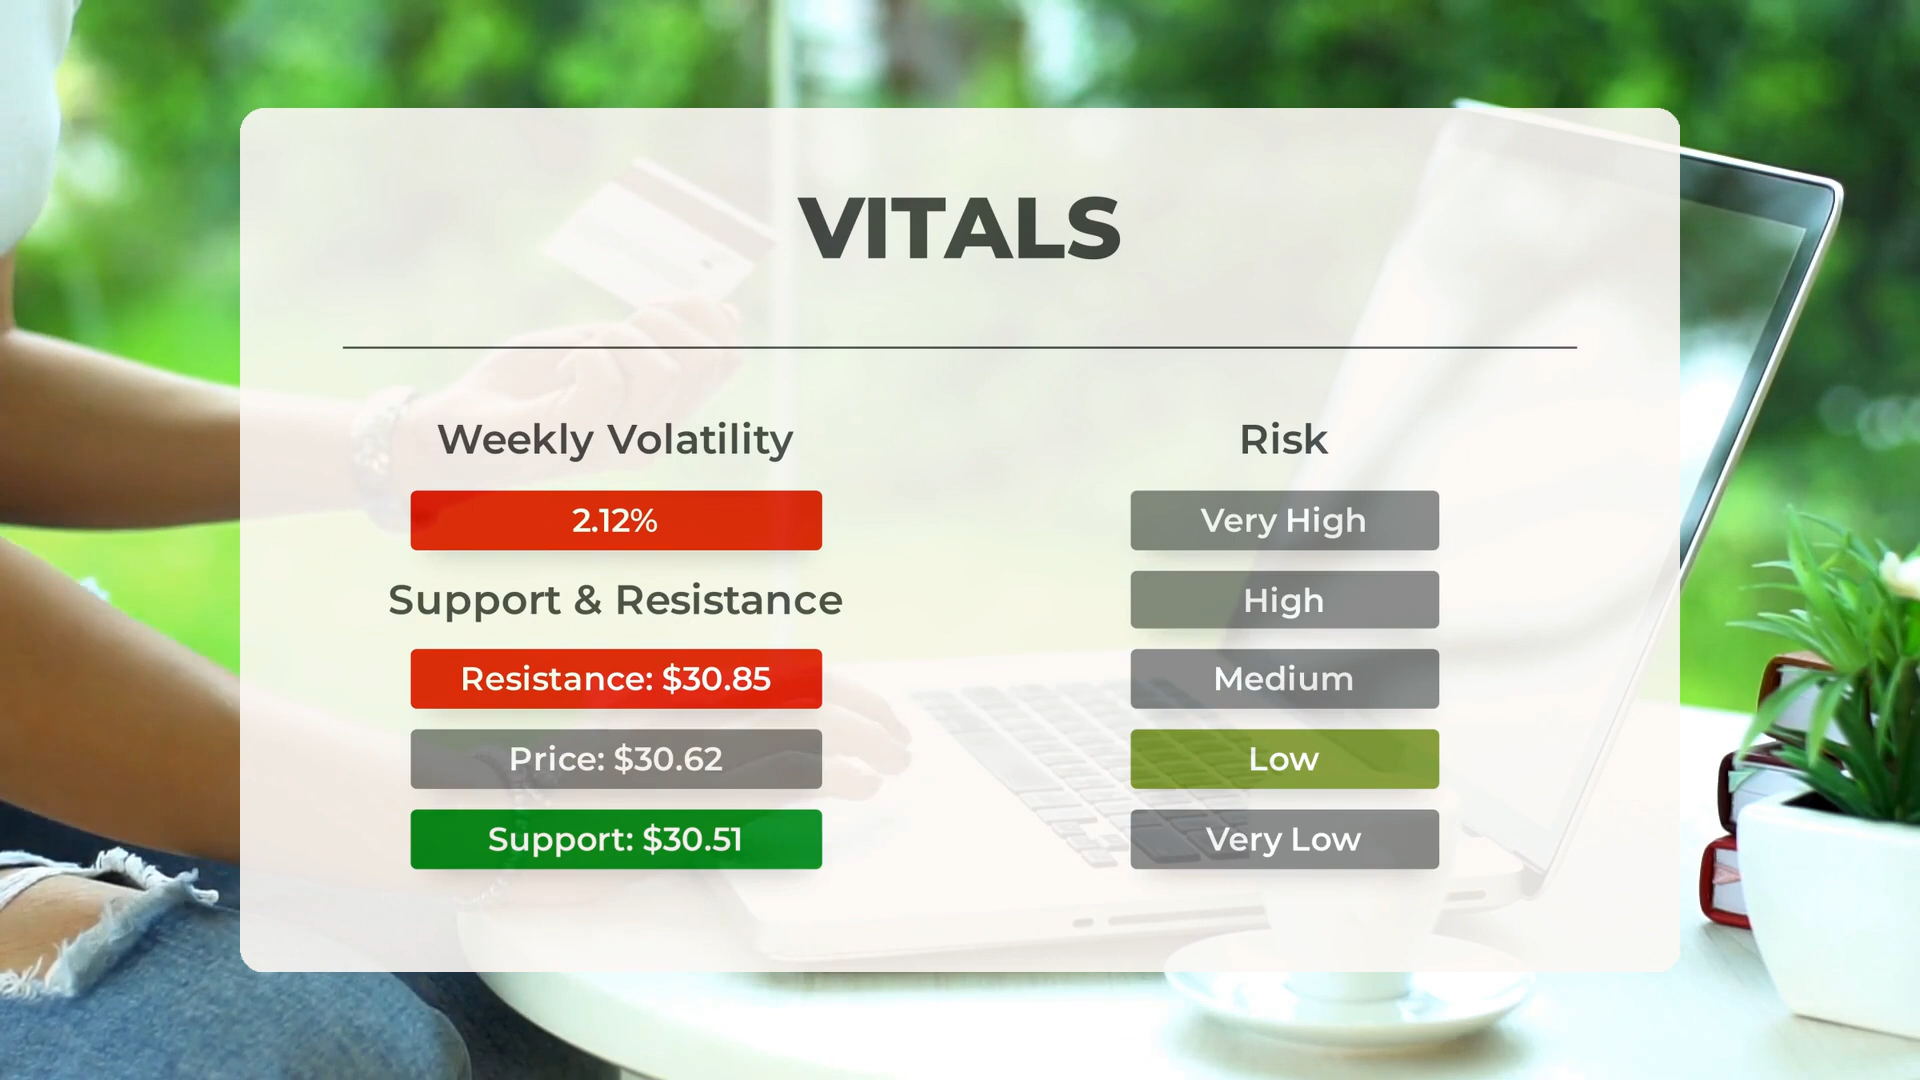 VITALS
Weekly Volatility
2.12%
Support & Resistance
Resistance: $30.85
Price: $30.62
Support: $30.51
Risk
Very High
High
Medium
Low
Very Low